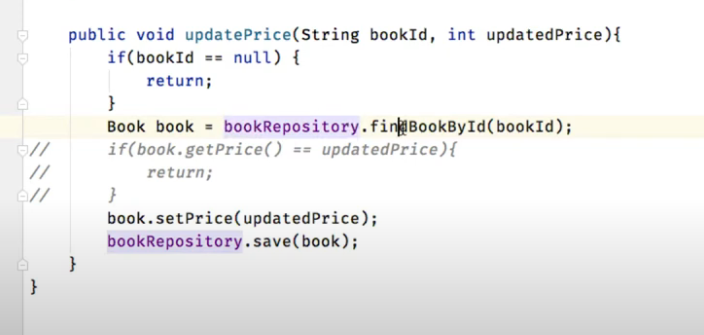 public void updatePrice(String bookId, int updatedPrice){
if(bookId == null) {
return;
}
Book book = bookRepository.findBookById(bookId);
// if(book.getPrice() == updatedPrice){
// return;
// }
book.setPrice(updatedPrice);
bookRepository.save(book);
}
}